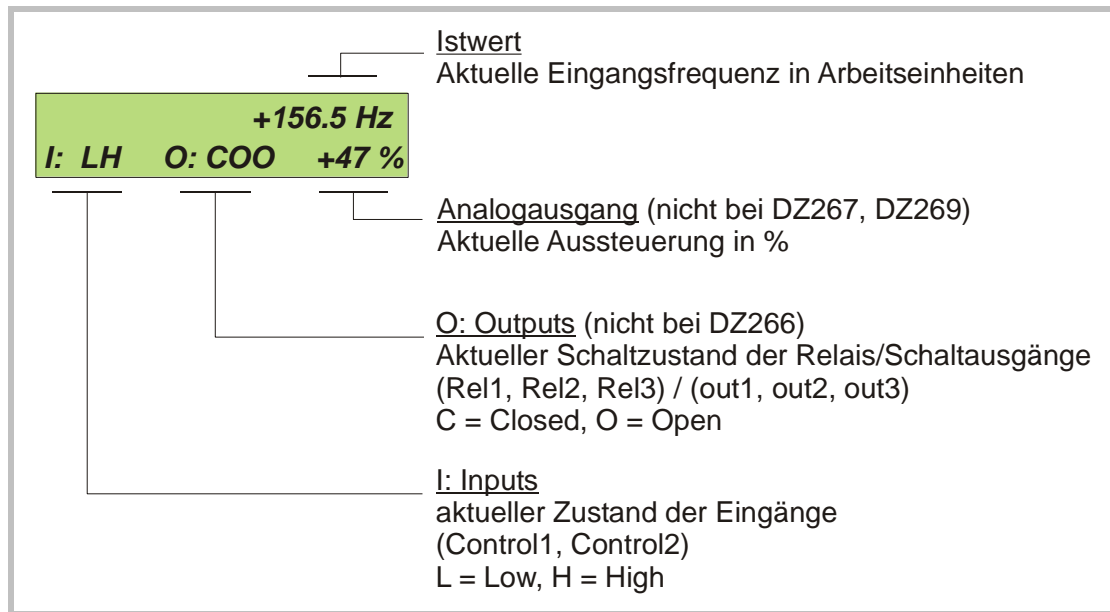 Istwert
Aktuelle Eingangsfrequenz in Arbeitseinheiten
+156.5 Hz
I: LH O: COO +47 %
Analogausgang (nicht bei DZ267, DZ269)
Aktuelle Aussteuerung in %
O: Outputs (nicht bei DZ266)
Aktueller Schaltzustand der Relais/Schaltausgänge
(Rel1, Rel2, Rel3) / (out1, out2, out3)
C = Closed, O = Open
I: Inputs
aktueller Zustand der Eingänge
(Control1, Control2)
L = Low, H = High